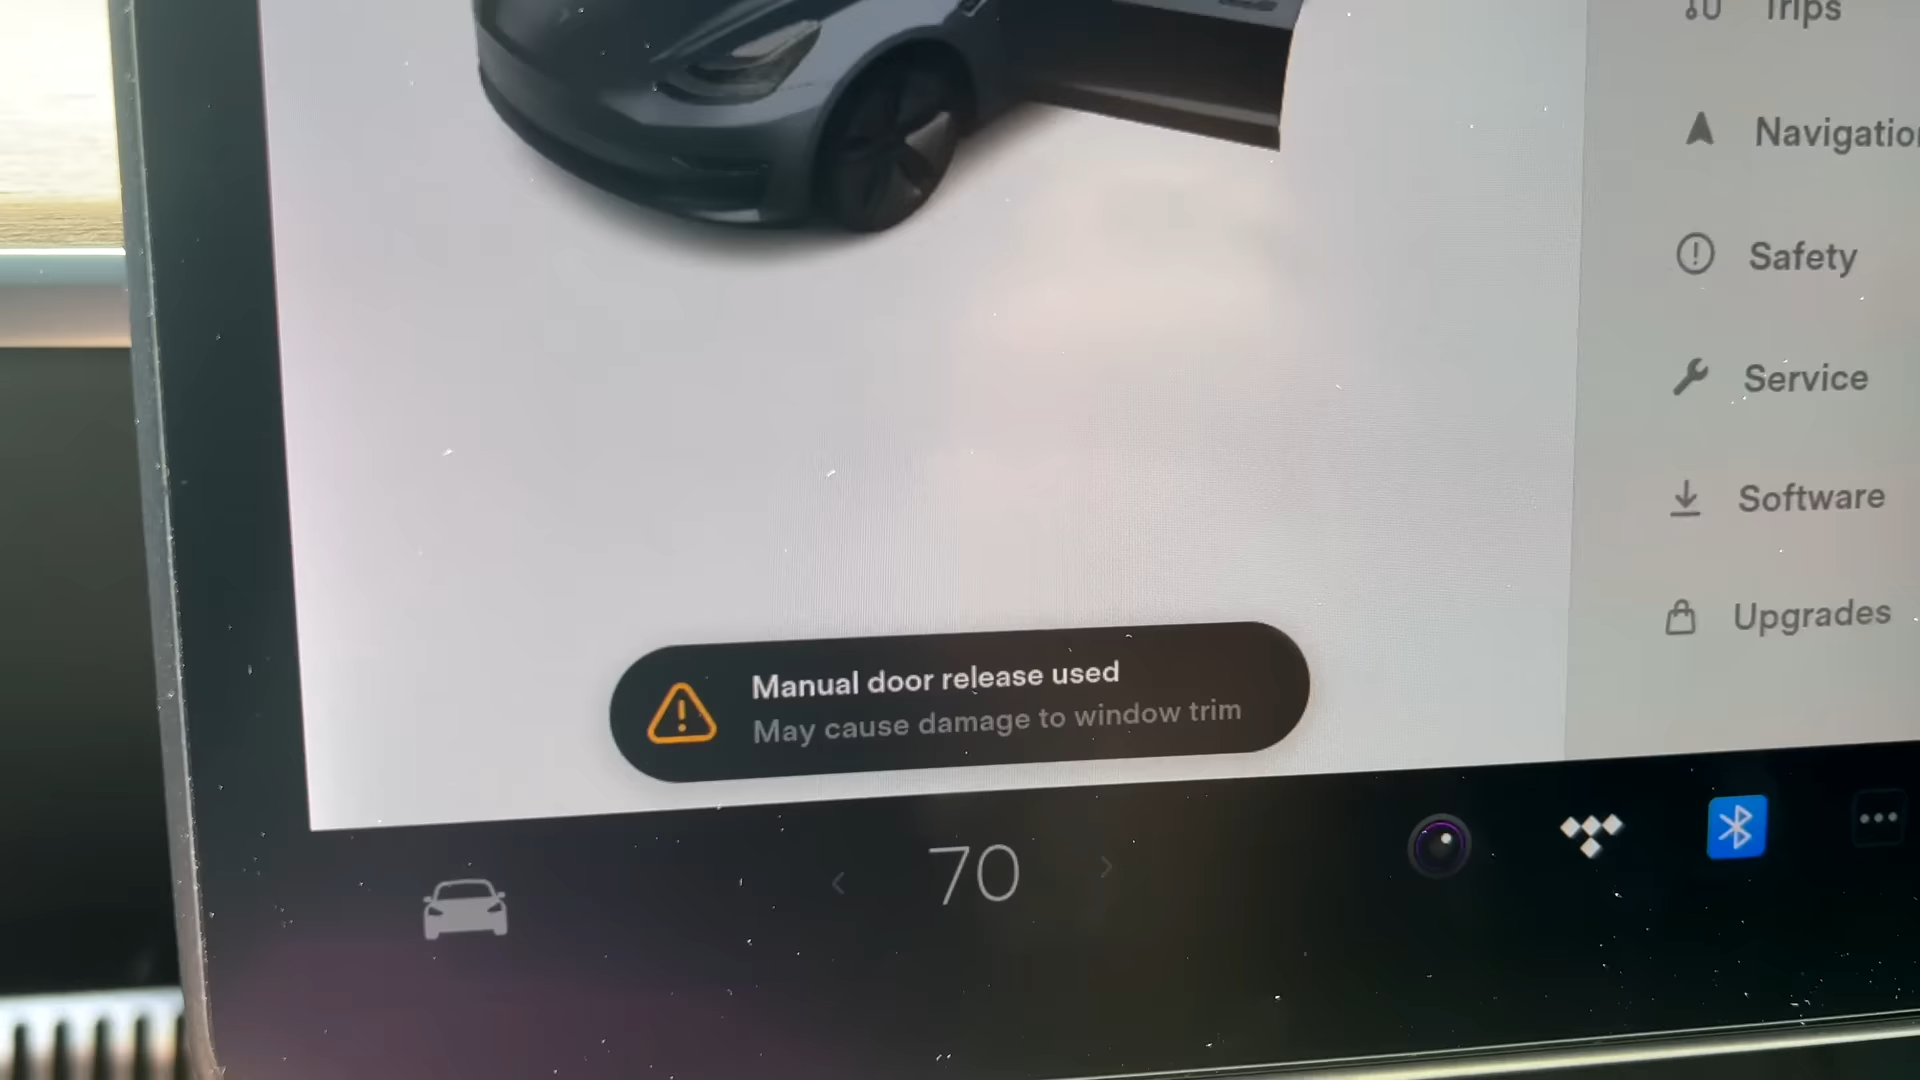 Trips
Navigation
Safety
Service
Software
Upgrades
Manual door release used
May cause damage to window trim
70